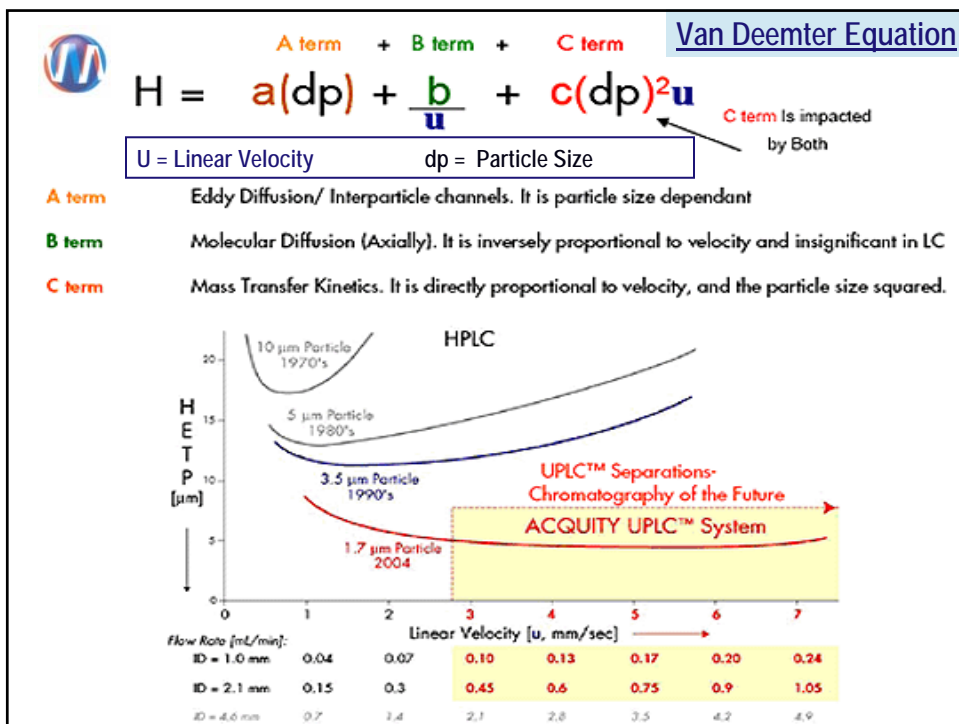 Van Deemter Equation
A term + B term + C term
H = a(dp) + b/u + c(dp)²u
C term Is impacted
by Both
U = Linear Velocity dp = Particle Size
A term Eddy Diffusion/ Interparticle channels. It is particle size dependant
B term Molecular Diffusion (Axially). It is inversely proportional to velocity and insignificant in LC
C term Mass Transfer Kinetics. It is directly proportional to velocity, and the particle size squared.
HPLC
10 µm Particle
1970's
5 µm Particle
1980's
3.5 µm Particle
1990's
1.7 µm Particle
2004
UPLC™ Separations-
Chromatography of the Future
ACQUITY UPLC™ System
H
E
T
P
[µm]
20
15
10
5
0
0 1 2 3 4 5 6 7
Linear Velocity [u, mm/sec]
Flow Rate [mL/min]:
ID = 1.0 mm 0.04 0.07 0.10 0.13 0.17 0.20 0.24
ID = 2.1 mm 0.15 0.3 0.45 0.6 0.75 0.9 1.05
ID = 4.6 mm 0.7 1.4 2.1 2.8 3.5 4.2 4.9